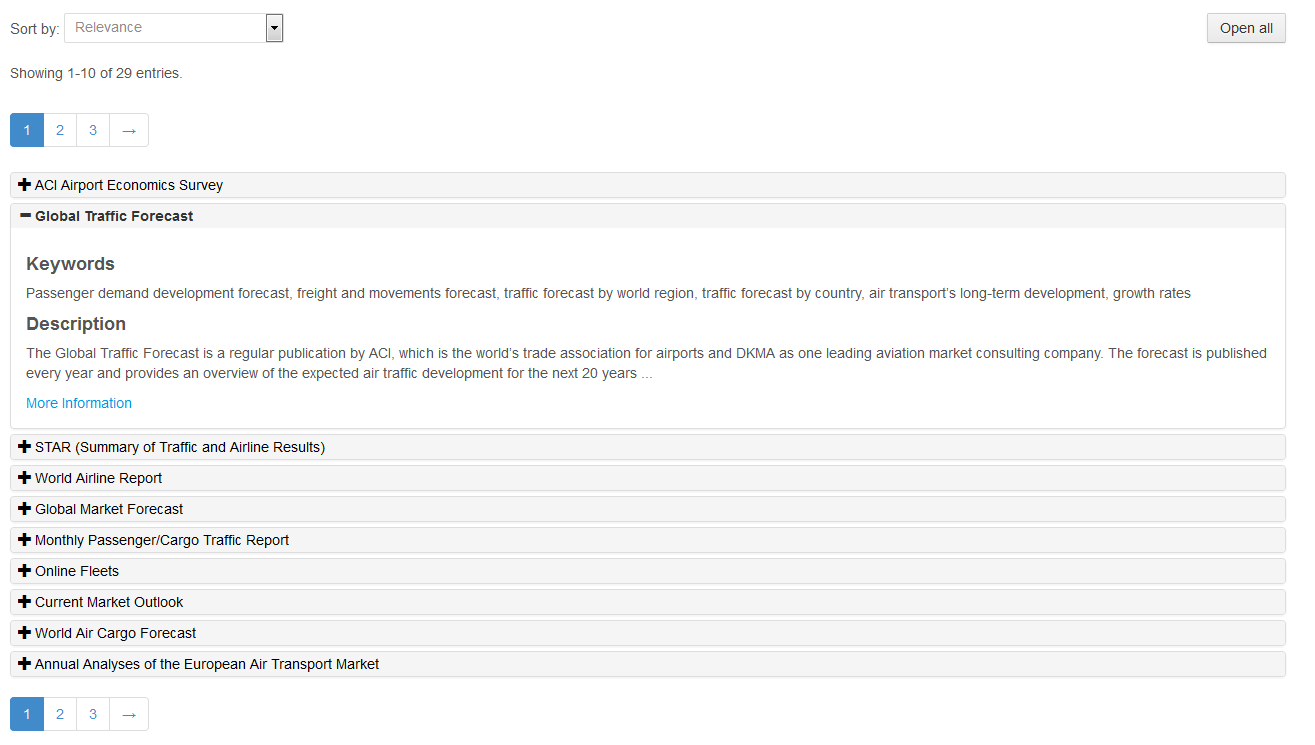 Sort by: Relevance
Open all
Showing 1-10 of 29 entries.
1 2 3 →
ACI Airport Economics Survey
Global Traffic Forecast
Keywords
Passenger demand development forecast, freight and movements forecast, traffic forecast by world region, traffic forecast by country, air transport’s long-term development, growth rates
Description
The Global Traffic Forecast is a regular publication by ACI, which is the world’s trade association for airports and DKMA as one leading aviation market consulting company. The forecast is published
every year and provides an overview of the expected air traffic development for the next 20 years ...
More Information
STAR (Summary of Traffic and Airline Results)
World Airline Report
Global Market Forecast
Monthly Passenger/Cargo Traffic Report
Online Fleets
Current Market Outlook
World Air Cargo Forecast
Annual Analyses of the European Air Transport Market
1 2 3 →